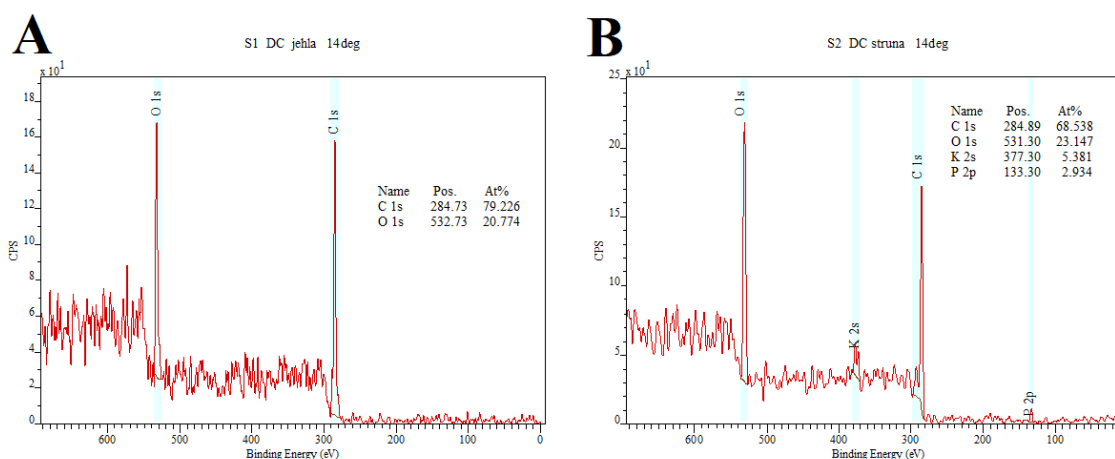 A
S1 DC jehla 14deg
x 10¹
18
16
14
12
10
8
6
4
2
0
CPS
O 1s
C 1s
Name Pos. At%
C 1s 284.73 79.226
O 1s 532.73 20.774
600 500 400 300 200 100 0
Binding Energy (eV)
B
S2 DC struna 14deg
x 10¹
25
20
15
10
5
0
CPS
O 1s
K 2s
C 1s
P 2p
Name Pos. At%
C 1s 284.89 68.538
O 1s 531.30 23.147
K 2s 377.30 5.381
P 2p 133.30 2.934
600 500 400 300 200 100
Binding Energy (eV)